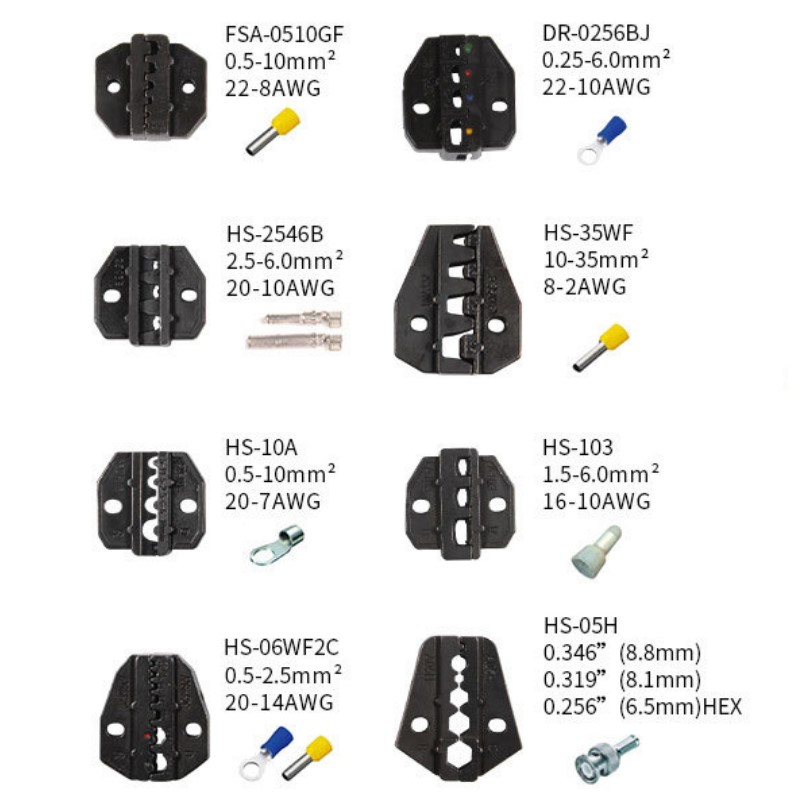 FSA-0510GF
0.5-10mm²
22-8AWG
DR-0256BJ
0.25-6.0mm²
22-10AWG
HS-2546B
2.5-6.0mm²
20-10AWG
HS-35WF
10-35mm²
8-2AWG
HS-10A
0.5-10mm²
20-7AWG
HS-103
1.5-6.0mm²
16-10AWG
HS-06WF2C
0.5-2.5mm²
20-14AWG
HS-05H
0.346” (8.8mm)
0.319” (8.1mm)
0.256” (6.5mm)HEX